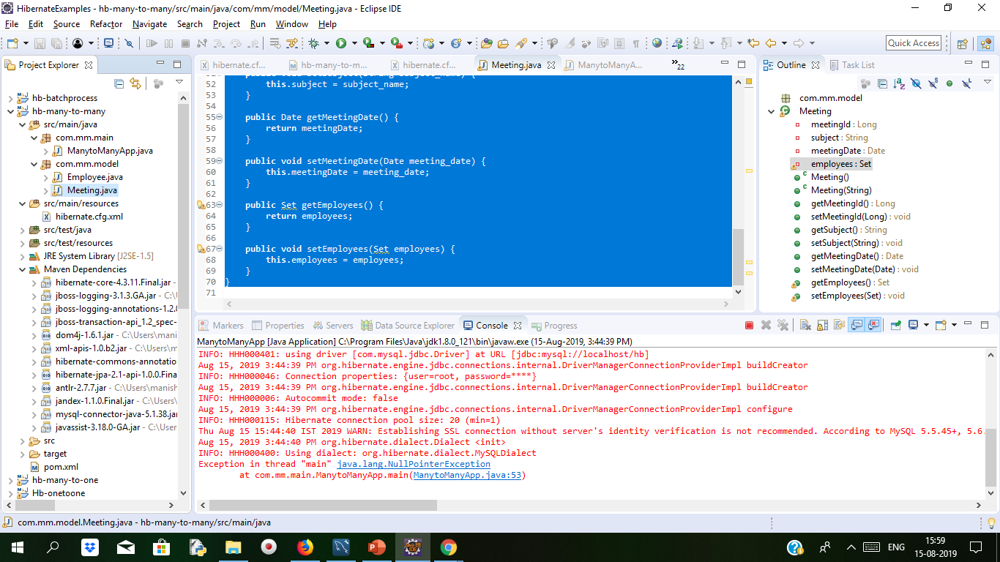 HibernateExamples - hb-many-to-many/src/main/java/com/mm/model/Meeting.java - Eclipse IDE
File Edit Source Refactor Navigate Search Project Run Window Help
Quick Access
Project Explorer
hb-batchprocess
hb-many-to-many
src/main/java
com.mm.main
ManytoManyApp.java
com.mm.model
Employee.java
Meeting.java
src/main/resources
hibernate.cfg.xml
src/test/java
src/test/resources
JRE System Library [J2SE-1.5]
Maven Dependencies
hibernate-core-4.3.11.Final.jar -
jboss-logging-3.1.3.GA.jar - C:\U
jboss-logging-annotations-1.2.0
jboss-transaction-api_1.2_spec-
dom4j-1.6.1.jar - C:\Users\mani
xml-apis-1.0.b2.jar - C:\Users\m
hibernate-commons-annotatio
hibernate-jpa-2.1-api-1.0.0.Fina
antlr-2.7.7.jar - C:\Users\manish
jandex-1.1.0.Final.jar - C:\Users\
mysql-connector-java-5.1.38.jar
javassist-3.18.0-GA.jar - C:\User
src
target
pom.xml
hb-many-to-one
Hb-onetoone
hibernate.cf...
hb-many-to-m...
hibernate.cf...
Meeting.java
ManytoManyA...
22
52 this.subject = subject_name;
53 }
54
55 public Date getMeetingDate() {
56 return meetingDate;
57 }
58
59 public void setMeetingDate(Date meeting_date) {
60 this.meetingDate = meeting_date;
61 }
62
63 public Set getEmployees() {
64 return employees;
65 }
66
67 public void setEmployees(Set employees) {
68 this.employees = employees;
69 }
70 }
71
Outline
Task List
com.mm.model
Meeting
meetingId : Long
subject : String
meetingDate : Date
employees : Set
Meeting()
Meeting(String)
getMeetingId() : Long
setMeetingId(Long) : void
getSubject() : String
setSubject(String) : void
getMeetingDate() : Date
setMeetingDate(Date) : void
getEmployees() : Set
setEmployees(Set) : void
Markers Properties Servers Data Source Explorer Console Progress
ManytoManyApp [Java Application] C:\Program Files\Java\jdk1.8.0_121\bin\javaw.exe (15-Aug-2019, 3:44:39 PM)
INFO: HHH000401: using driver [com.mysql.jdbc.Driver] at URL [jdbc:mysql://localhost/hb]
Aug 15, 2019 3:44:39 PM org.hibernate.engine.jdbc.connections.internal.DriverManagerConnectionProviderImpl buildCreator
INFO: HHH000046: Connection properties: {user=root, password=****}
Aug 15, 2019 3:44:39 PM org.hibernate.engine.jdbc.connections.internal.DriverManagerConnectionProviderImpl buildCreator
INFO: HHH000006: Autocommit mode: false
Aug 15, 2019 3:44:39 PM org.hibernate.engine.jdbc.connections.internal.DriverManagerConnectionProviderImpl configure
INFO: HHH000115: Hibernate connection pool size: 20 (min=1)
Thu Aug 15 15:44:40 IST 2019 WARN: Establishing SSL connection without server's identity verification is not recommended. According to MySQL 5.5.45+, 5.6.
Aug 15, 2019 3:44:40 PM org.hibernate.dialect.Dialect <init>
INFO: HHH000400: Using dialect: org.hibernate.dialect.MySQLDialect
Exception in thread "main" java.lang.NullPointerException
at com.mm.main.ManytoManyApp.main(ManytoManyApp.java:53)
com.mm.model.Meeting.java - hb-many-to-many/src/main/java
ENG
15:59
15-08-2019